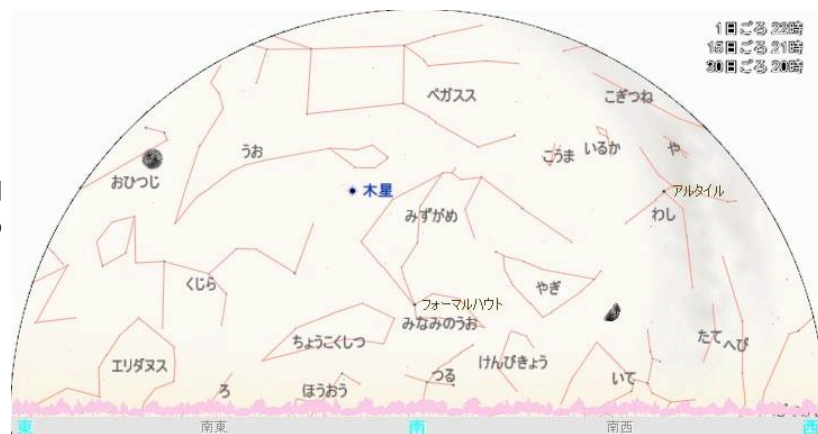 1日ごろ 22時
15日ごろ 21時
30日ごろ 20時
ペガスス
こぎつね
うお
こうま
いるか
や
おひつじ
木星
アルタイル
みずがめ
わし
くじら
やぎ
フォーマルハウト
みなみのうお
ちょうこくしつ
たて
へび
エリダヌス
けんびきょう
つる
いて
ろ
ほうおう
東
南東
南
南西
西